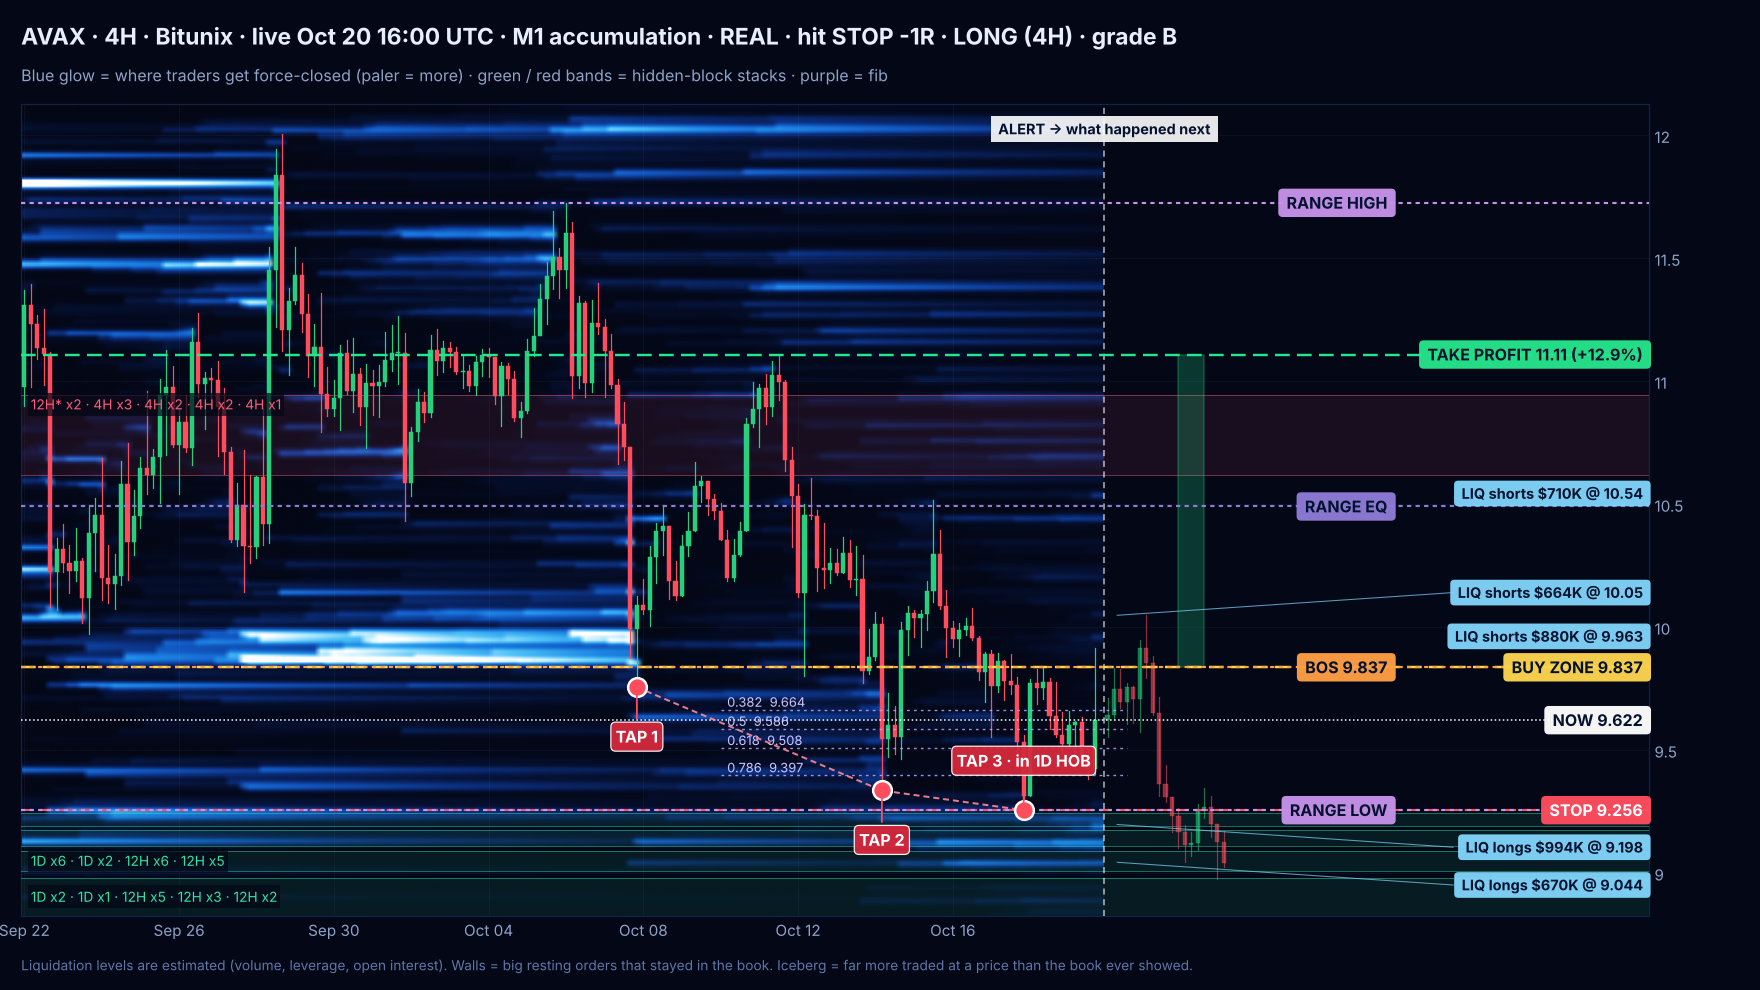 AVAX · 4H · Bitunix · live Oct 20 16:00 UTC · M1 accumulation · REAL · hit STOP -1R · LONG (4H) · grade B
Blue glow = where traders get force-closed (paler = more) · green / red bands = hidden-block stacks · purple = fib
ALERT → what happened next
12
RANGE HIGH
11.5
TAKE PROFIT 11.11 (+12.9%)
11
12H* x2 · 4H x3 · 4H x2 · 4H x2 · 4H x1
LIQ shorts $710K @ 10.54
RANGE EQ
10.5
LIQ shorts $664K @ 10.05
10
LIQ shorts $880K @ 9.963
BOS 9.837
BUY ZONE 9.837
0.382 9.664
0.5 9.586
NOW 9.622
TAP 1
0.618 9.508
9.5
TAP 3 · in 1D HOB
0.786 9.397
RANGE LOW
STOP 9.256
TAP 2
LIQ longs $994K @ 9.198
1D x6 · 1D x2 · 12H x6 · 12H x5
9
LIQ longs $670K @ 9.044
1D x2 · 1D x1 · 12H x5 · 12H x3 · 12H x2
Sep 22
Sep 26
Sep 30
Oct 04
Oct 08
Oct 12
Oct 16
Liquidation levels are estimated (volume, leverage, open interest). Walls = big resting orders that stayed in the book. Iceberg = far more traded at a price than the book ever showed.